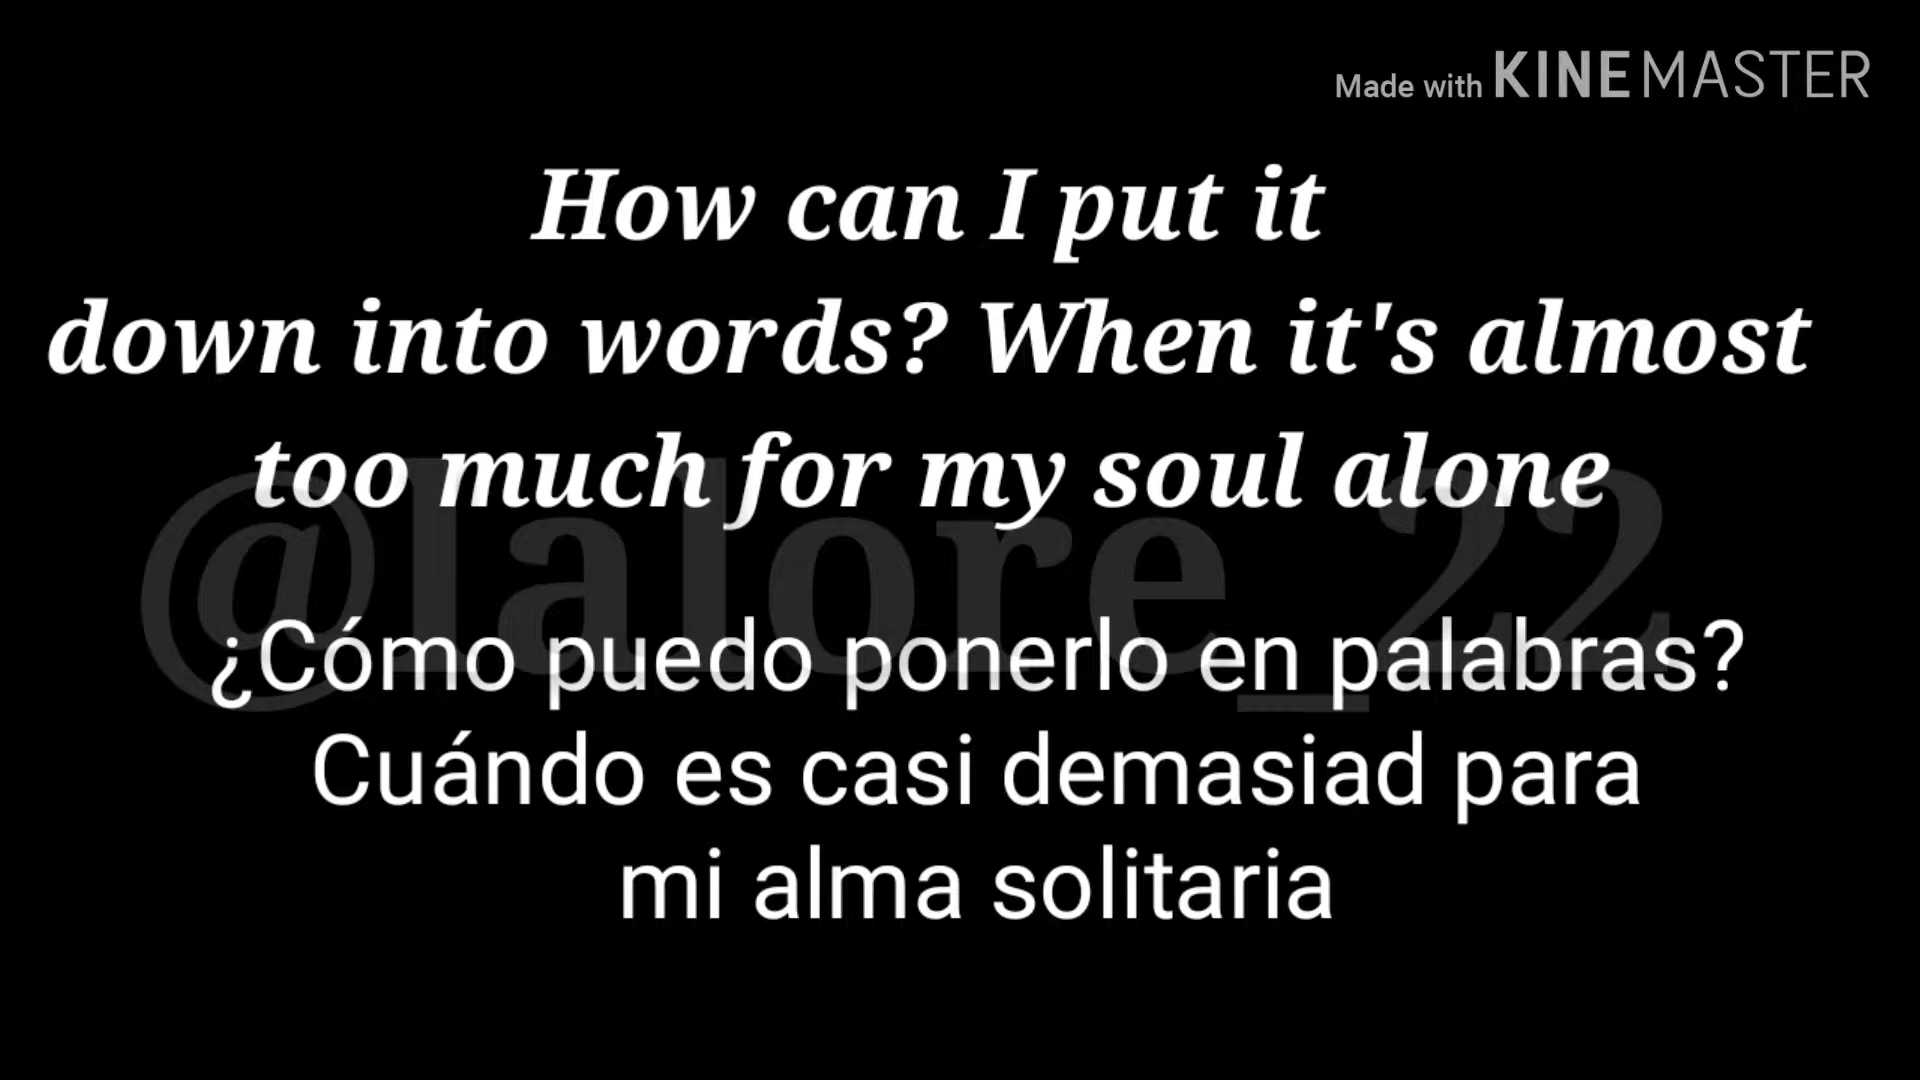 Made with KINEMASTER
How can I put it
down into words? When it's almost
too much for my soul alone
@lalore_22
¿Cómo puedo ponerlo en palabras?
Cuándo es casi demasiad para
mi alma solitaria